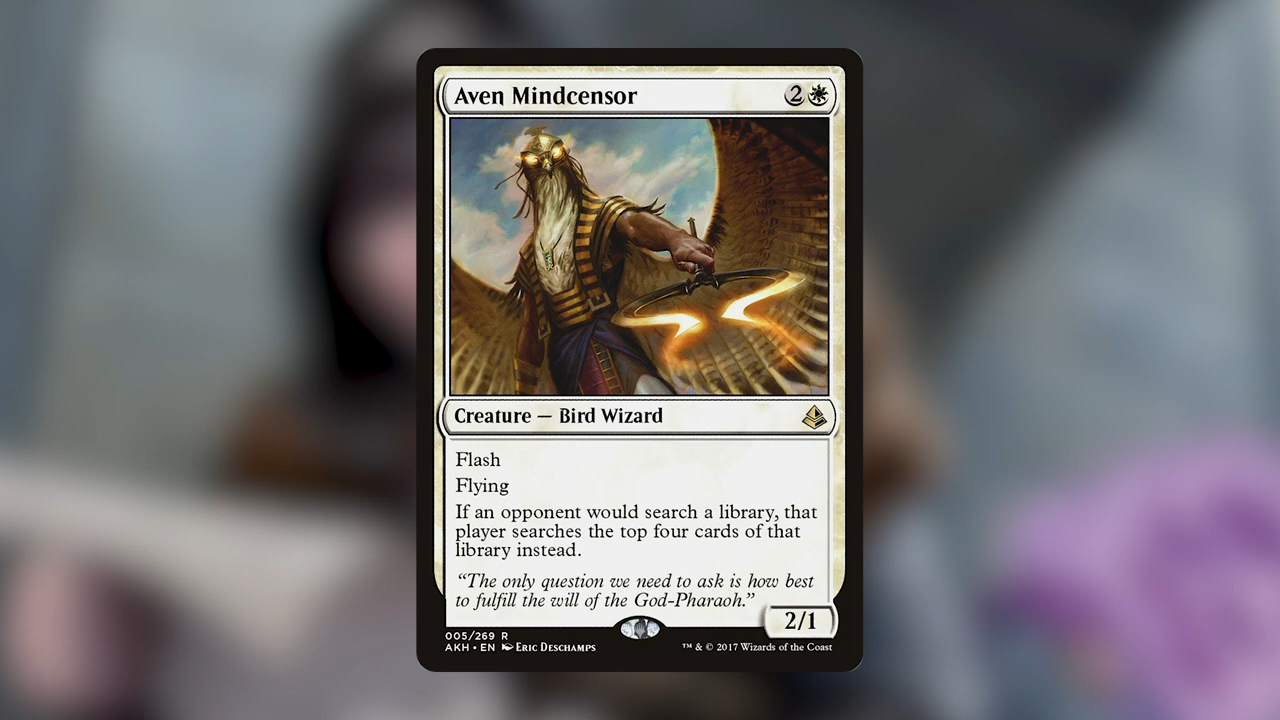 Aven Mindcensor 2
Creature — Bird Wizard
Flash
Flying
If an opponent would search a library, that
player searches the top four cards of that
library instead.
“The only question we need to ask is how best
to fulfill the will of the God-Pharaoh.”
2/1
005/269 R
AKH • EN Eric Deschamps
™ & © 2017 Wizards of the Coast